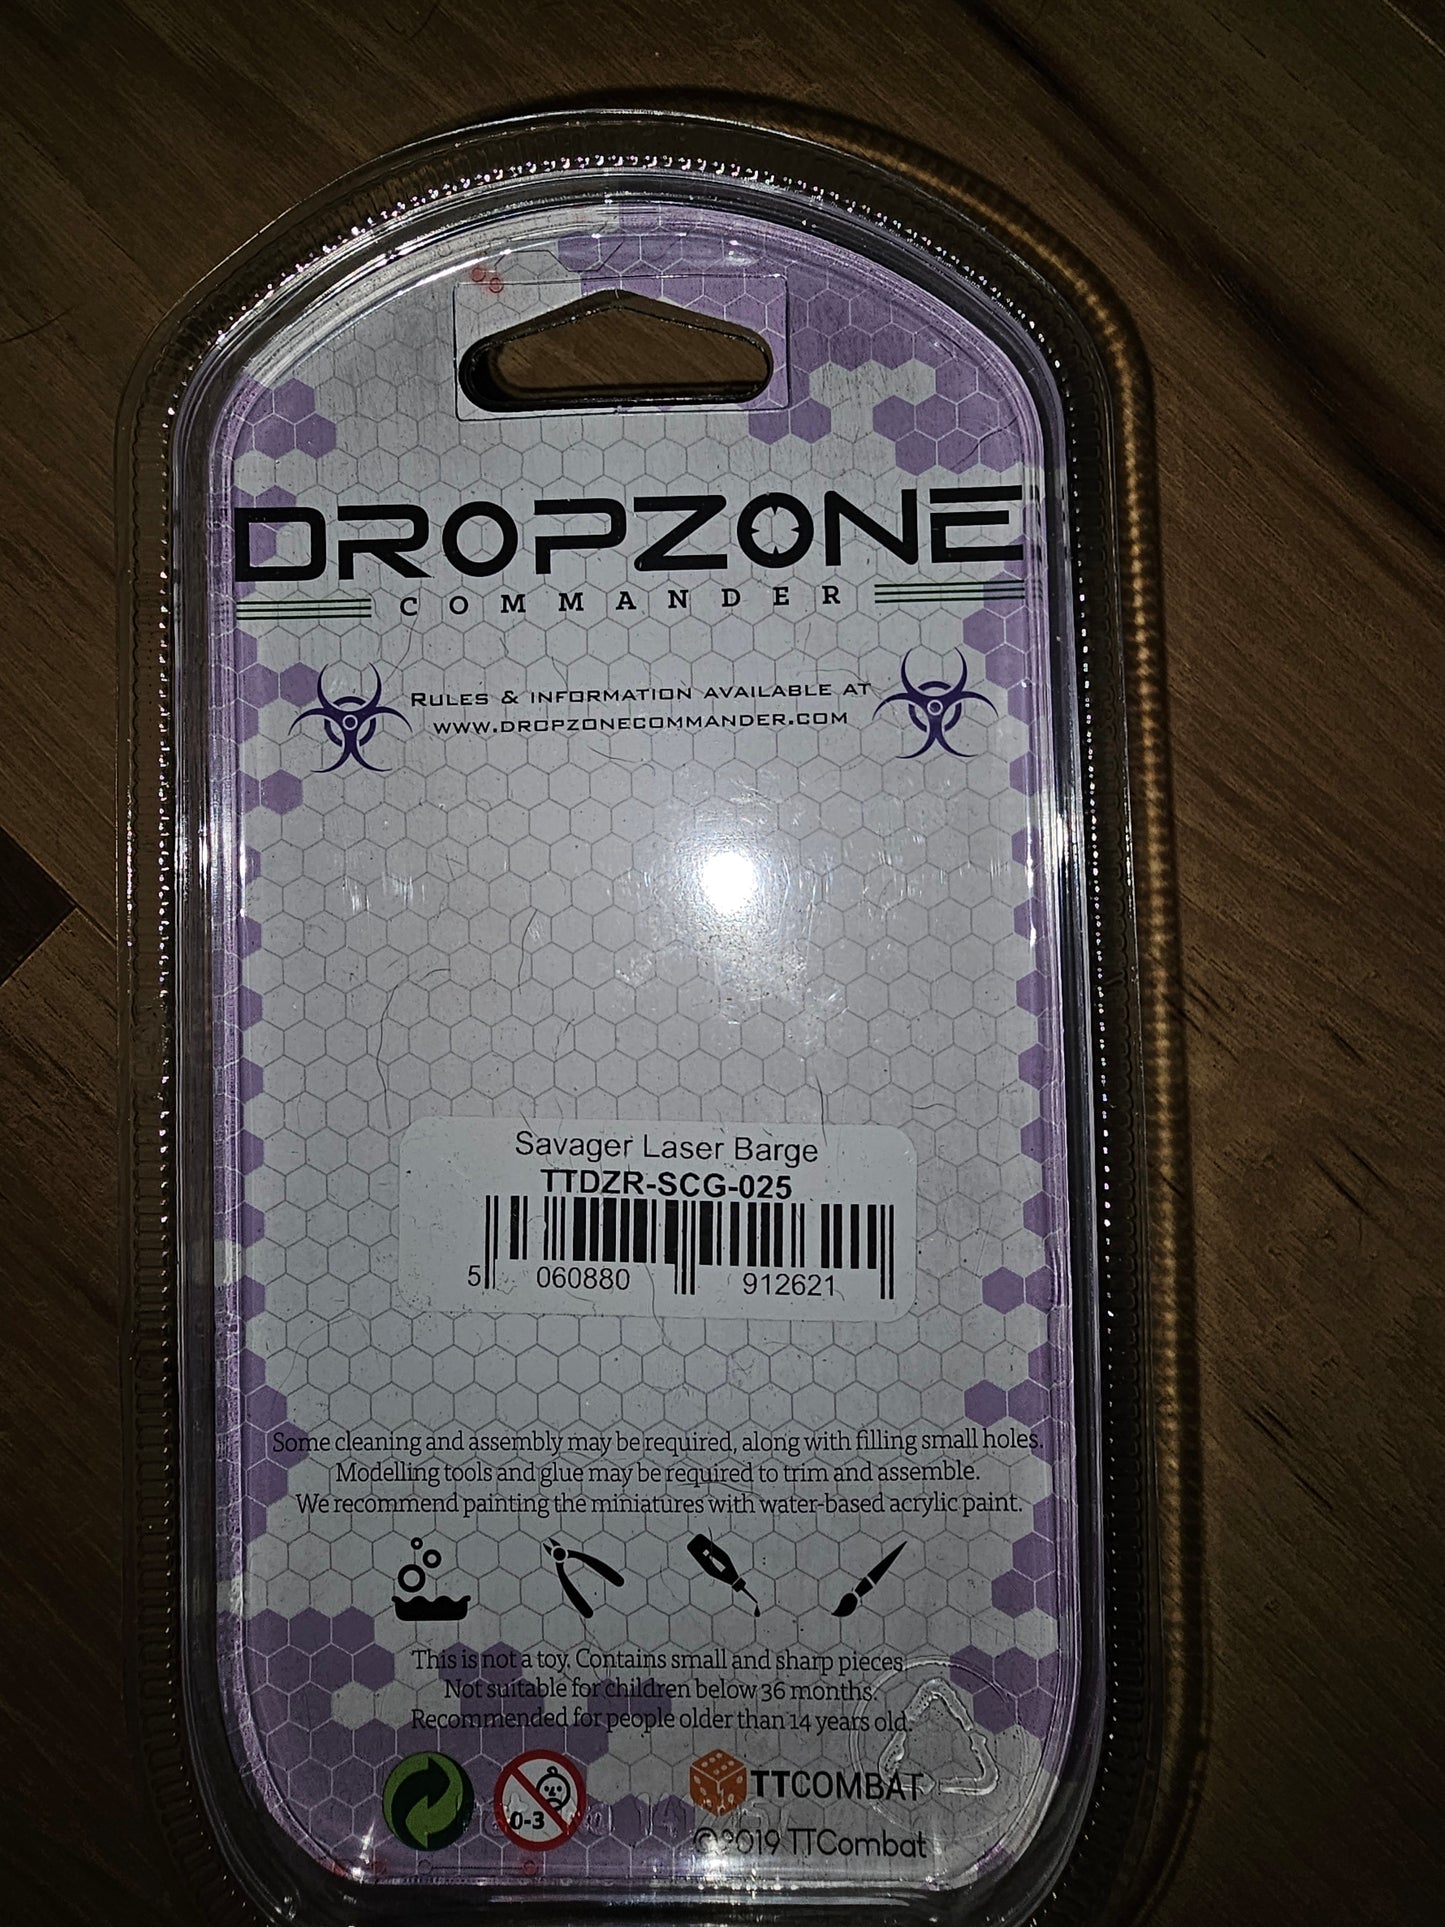 DROPZONE
COMMANDER
RULES & INFORMATION AVAILABLE AT
WWW.DROPZONECOMMANDER.COM
Savager Laser Barge
TTDZR-SCG-025
5 060880 912621
Some cleaning and assembly may be required, along with filling small holes.
Modelling tools and glue may be required to trim and assemble.
We recommend painting the miniatures with water-based acrylic paint.
This is not a toy. Contains small and sharp pieces.
Not suitable for children below 36 months.
Recommended for people older than 14 years old.
0-3
TTCOMBAT
©2019 TTCombat